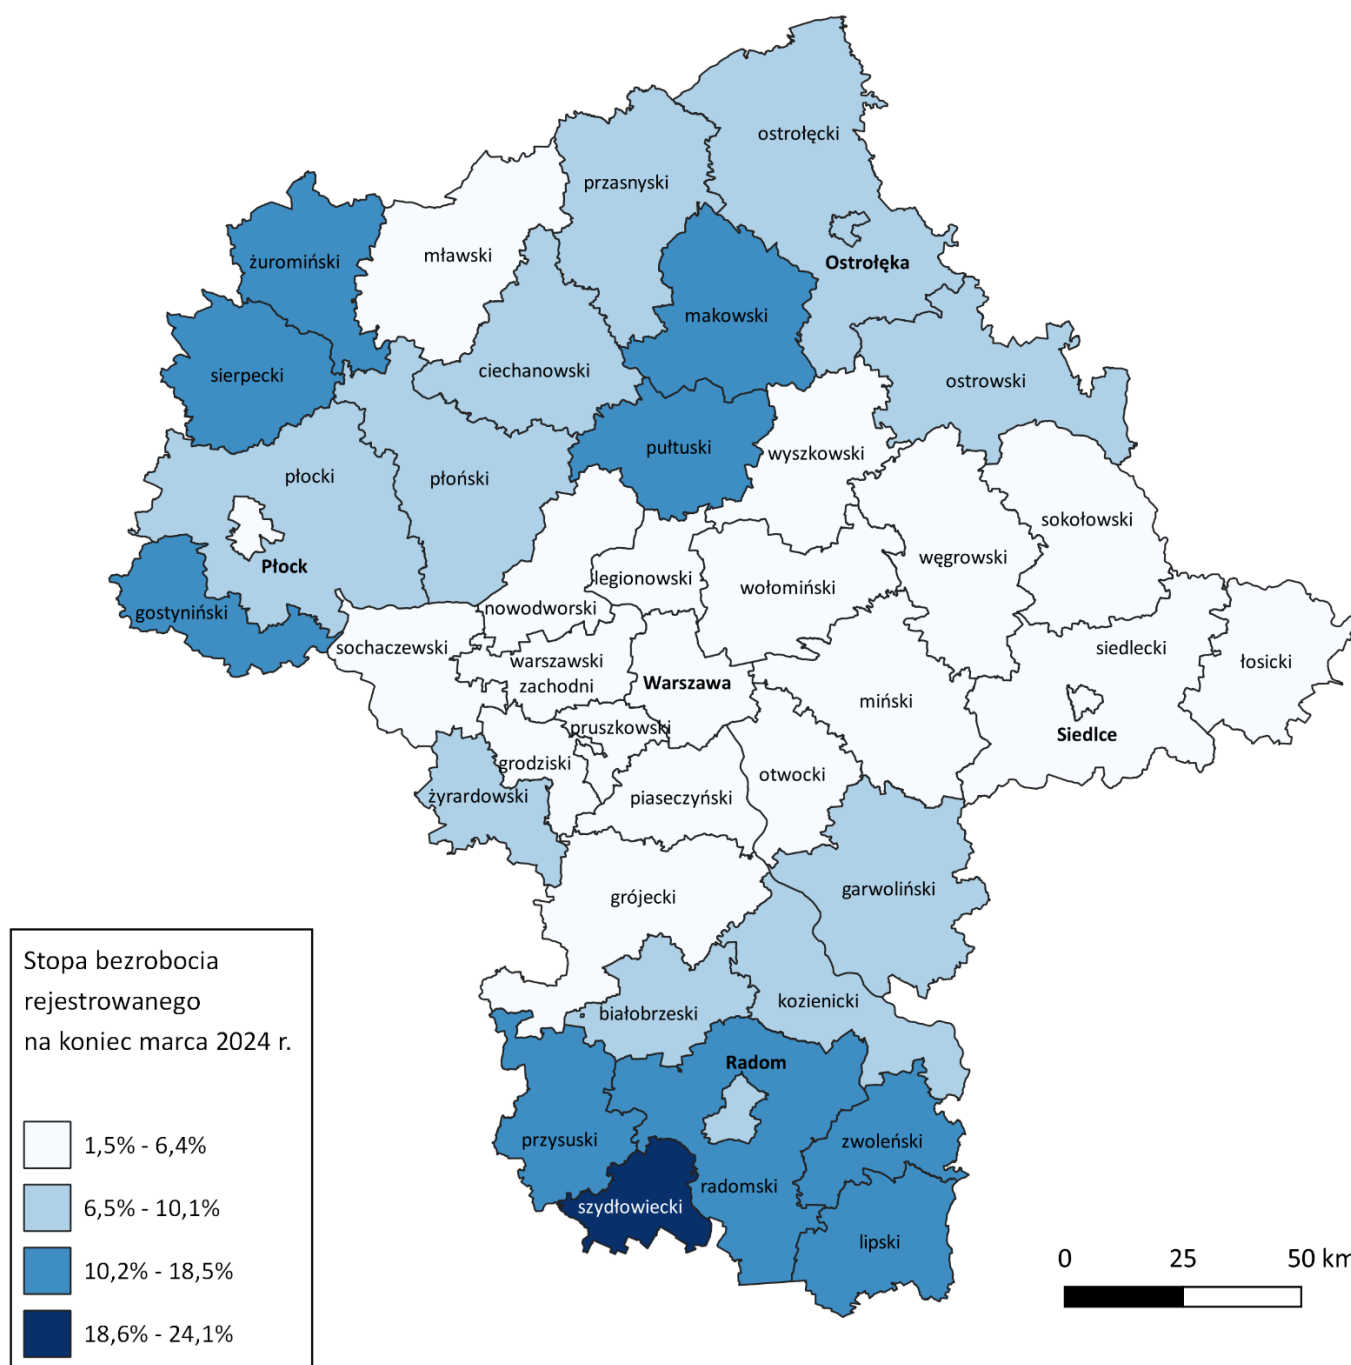 ostrołęcki
przasnyski
mławski
żuromiński
Ostrołęka
makowski
sierpecki
ciechanowski
ostrowski
pułtuski
wyszkowski
płocki
płoński
sokołowski
węgrowski
Płock
legionowski
wołomiński
gostyniński
nowodworski
sochaczewski
warszawski
zachodni
siedlecki
łosicki
Warszawa
miński
pruszkowski
Siedlce
grodziski
otwocki
żyrardowski
piaseczyński
garwoliński
grójecki
kozienicki
białobrzeski
Radom
przysuski
zwoleński
radomski
szydłowiecki
lipski
Stopa bezrobocia
rejestrowanego
na koniec marca 2024 r.
1,5% - 6,4%
6,5% - 10,1%
10,2% - 18,5%
18,6% - 24,1%
0 25 50 km